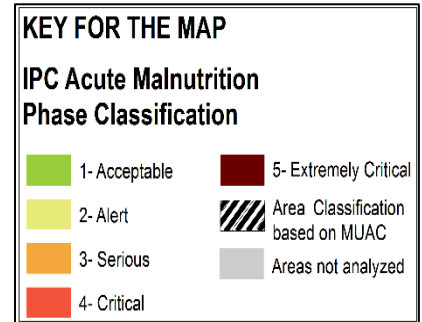 KEY FOR THE MAP
IPC Acute Malnutrition
Phase Classification
1- Acceptable
2- Alert
3- Serious
4- Critical
5- Extremely Critical
Area Classification
based on MUAC
Areas not analyzed